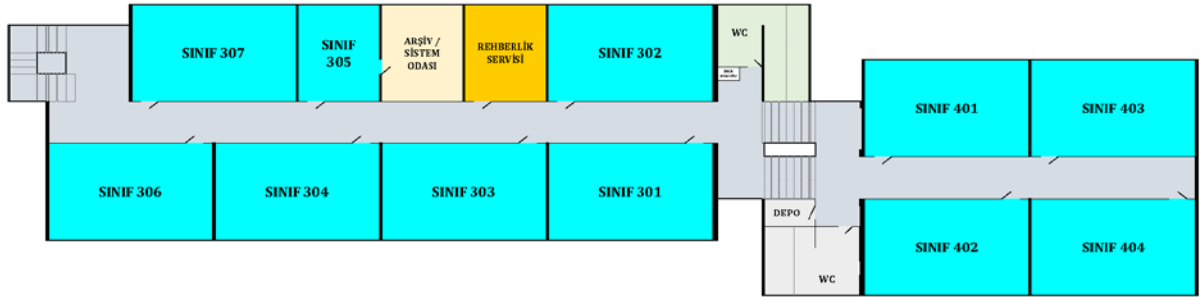 SINIF 307
SINIF
305
ARŞİV /
SİSTEM
ODASI
REHBERLİK
SERVİSİ
SINIF 302
WC
SINIF 401
SINIF 403
SINIF 306
SINIF 304
SINIF 303
SINIF 301
DEPO
WC
SINIF 402
SINIF 404